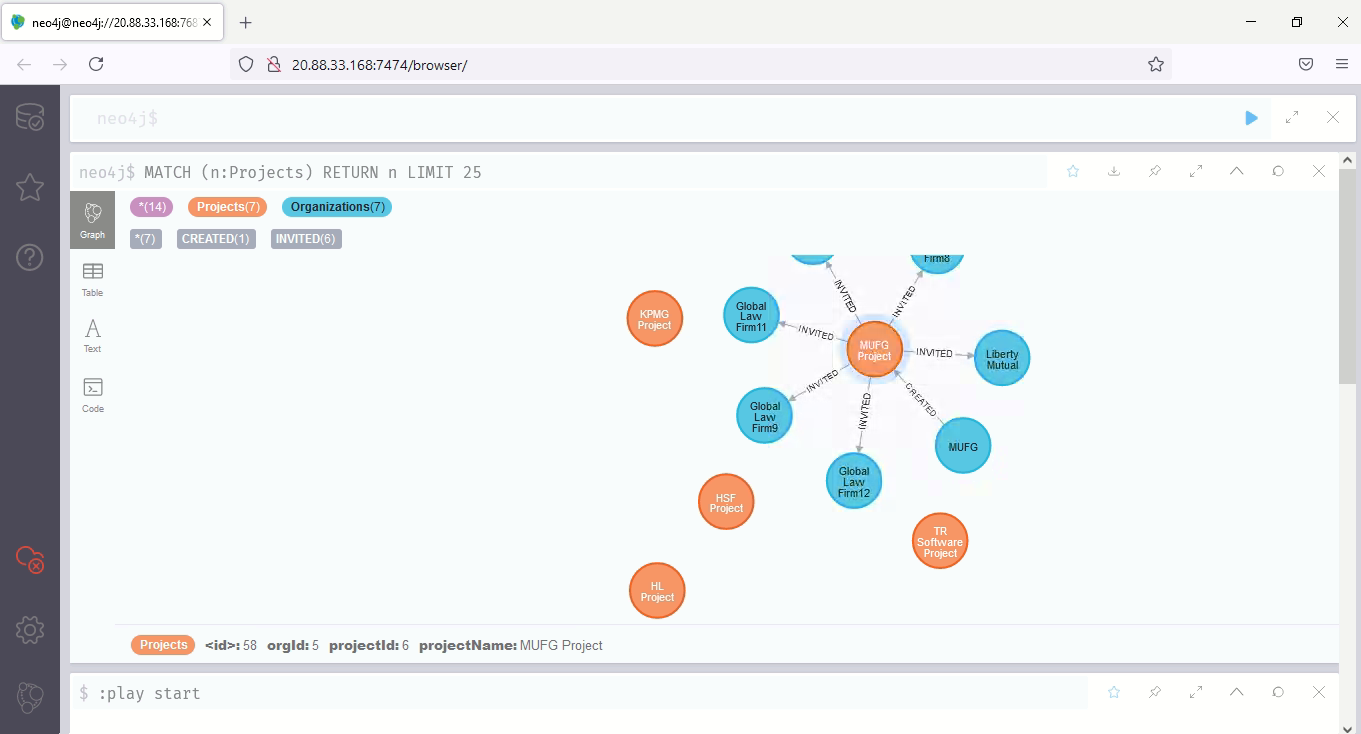 neo4j@neo4j://20.88.33.168:768
20.88.33.168:7474/browser/
neo4j$
neo4j$ MATCH (n:Projects) RETURN n LIMIT 25
Graph
*(14) Projects(7) Organizations(7)
*(7) CREATED(1) INVITED(6)
Table
Text
Code
Firm8
INVITED
INVITED
KPMG
Project
Global
Law
Firm11
INVITED
MUFG
Project
INVITED
Liberty
Mutual
INVITED
CREATED
INVITED
Global
Law
Firm9
MUFG
Global
Law
Firm12
HSF
Project
TR
Software
Project
HL
Project
Projects <id>: 58 orgId: 5 projectId: 6 projectName: MUFG Project
$ :play start